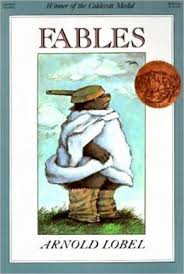 Winner of the Caldecott Medal
FABLES
ARNOLD LOBEL